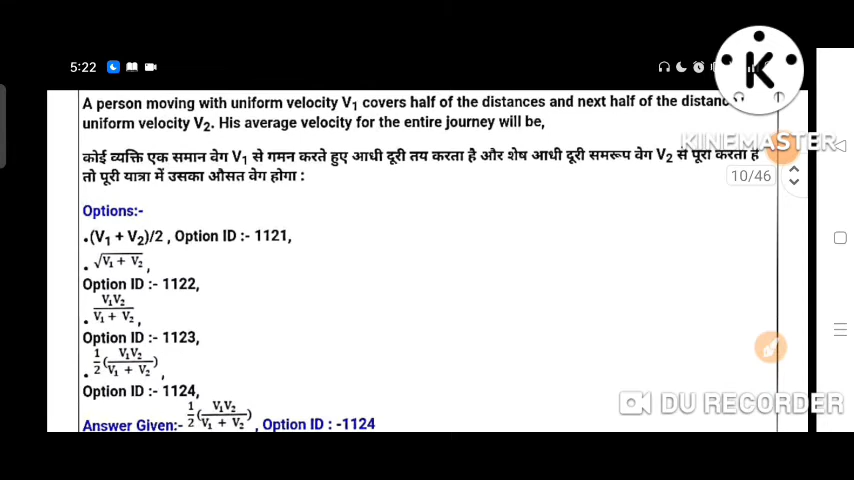 5:22
K
A person moving with uniform velocity V₁ covers half of the distances and next half of the distanc
KINEMASTER
uniform velocity V₂. His average velocity for the entire journey will be,
कोई व्यक्ति एक समान वेग V₁ से गमन करते हुए आधी दूरी तय करता है और शेष आधी दूरी समरूप वेग V₂ से पूरा करता है
तो पूरी यात्रा में उसका औसत वेग होगा :
10/46
Options:-
.(V₁ + V₂)/2 , Option ID :- 1121,
. √V₁ + V₂,
Option ID :- 1122,
. V₁V₂/V₁ + V₂,
Option ID :- 1123,
. 1/2(V₁V₂/V₁ + V₂),
Option ID :- 1124,
DU RECORDER
Answer Given:- 1/2(V₁V₂/V₁ + V₂), Option ID : -1124